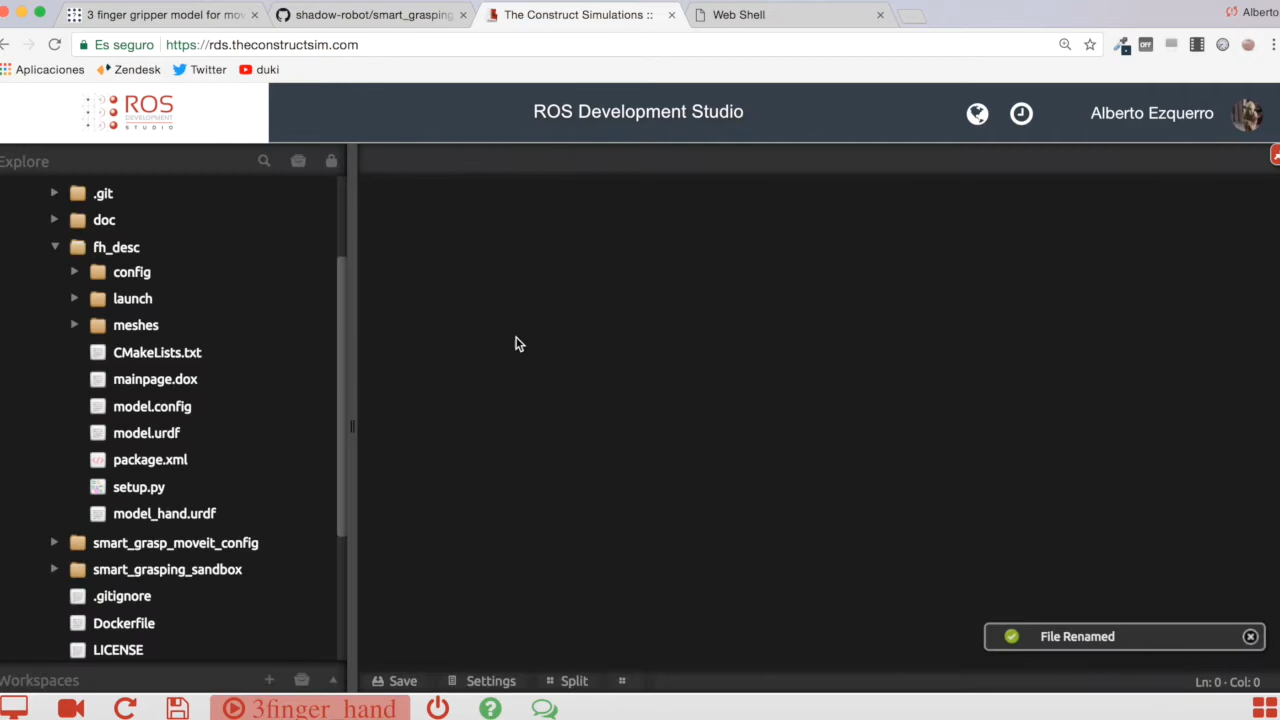 3 finger gripper model for mov
shadow-robot/smart_grasping
The Construct Simulations ::
Web Shell
Alberto
Es seguro
https://rds.theconstructsim.com
OFF
Aplicaciones
Zendesk
Twitter
duki
ROS
DEVELOPMENT
STUDIO
ROS Development Studio
Alberto Ezquerro
Explore
.git
doc
fh_desc
config
launch
meshes
CMakeLists.txt
mainpage.dox
model.config
model.urdf
package.xml
setup.py
model_hand.urdf
smart_grasp_moveit_config
smart_grasping_sandbox
.gitignore
Dockerfile
LICENSE
File Renamed
Workspaces
Save
Settings
Split
Ln: 0 · Col: 0
3finger_hand